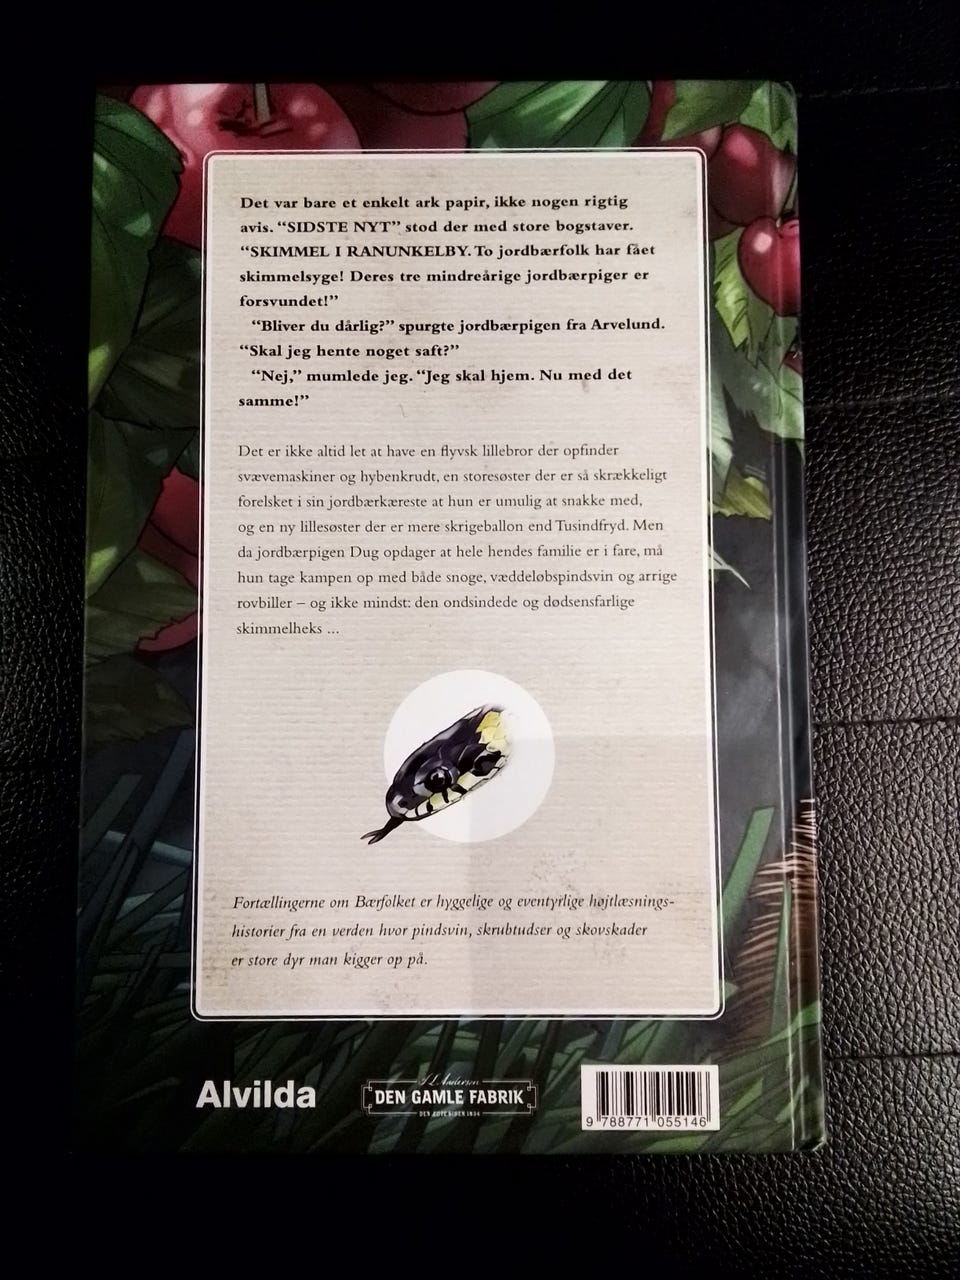 Det var bare et enkelt ark papir, ikke nogen rigtig
avis. “SIDSTE NYT” stod der med store bogstaver.
“SKIMMEL I RANUNKELBY. To jordbærfolk har fået
skimmelsyge! Deres tre mindreårige jordbærpiger er
forsvundet!”
“Bliver du dårlig?” spurgte jordbærpigen fra Arvelund.
“Skal jeg hente noget saft?”
“Nej,” mumlede jeg. “Jeg skal hjem. Nu med det
samme!”
Det er ikke altid let at have en flyvsk lillebror der opfinder
svævemaskiner og hybenkrudt, en storesøster der er så skrækkeligt
forelsket i sin jordbærkæreste at hun er umulig at snakke med,
og en ny lillesøster der er mere skrigeballon end Tusindfryd. Men
da jordbærpigen Dug opdager at hele hendes familie er i fare, må
hun tage kampen op med både snoge, væddeløbspindsvin og arrige
rovbiller – og ikke mindst: den ondsindede og dødsensfarlige
skimmelheks ...
Fortællingerne om Bærfolket er hyggelige og eventyrlige højtlæsnings-
historier fra en verden hvor pindsvin, skrubtudser og skovskader
er store dyr man kigger op på.
Alvilda
Andersen
DEN GAMLE FABRIK
9 788771 055146